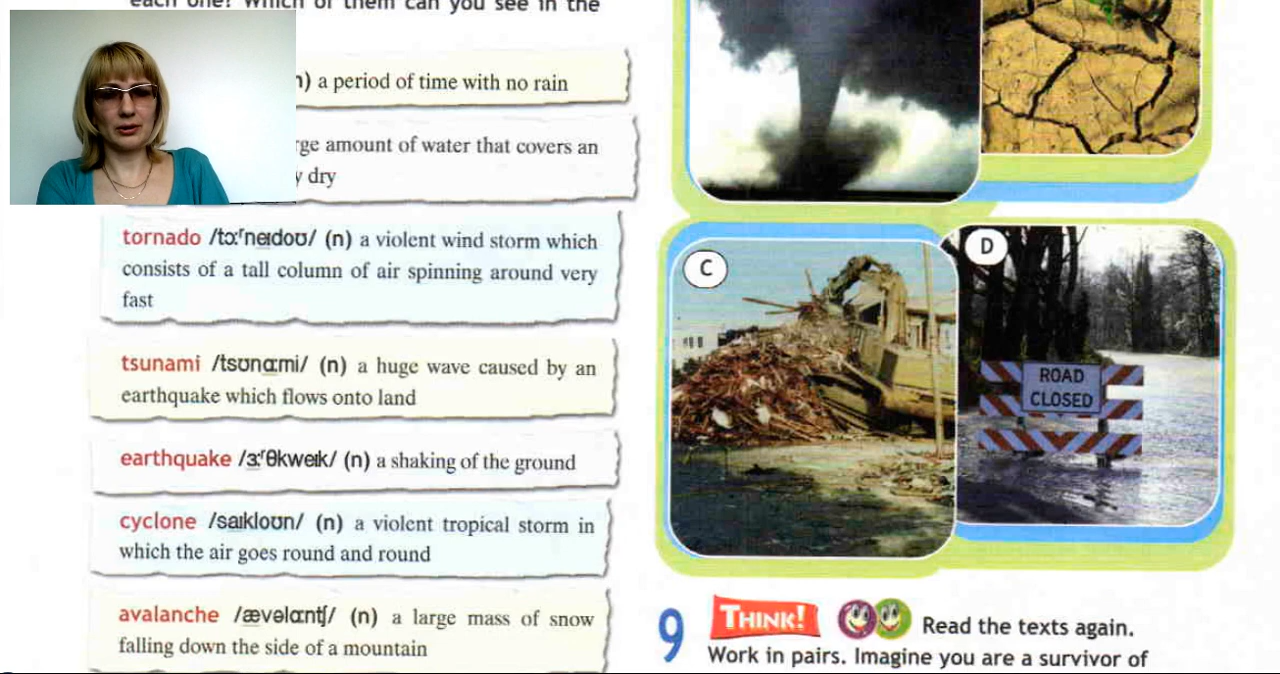 each one? Which of them can you see in the
n) a period of time with no rain
rge amount of water that covers an
y dry
tornado /tɔːʳneɪdoʊ/ (n) a violent wind storm which
consists of a tall column of air spinning around very
fast
tsunami /tsʊnɑːmi/ (n) a huge wave caused by an
earthquake which flows onto land
earthquake /ɜːʳθkweɪk/ (n) a shaking of the ground
cyclone /saɪkloʊn/ (n) a violent tropical storm in
which the air goes round and round
avalanche /ævəlɑːntʃ/ (n) a large mass of snow
falling down the side of a mountain
C
D
ROAD
CLOSED
9 THINK! Read the texts again.
Work in pairs. Imagine you are a survivor of